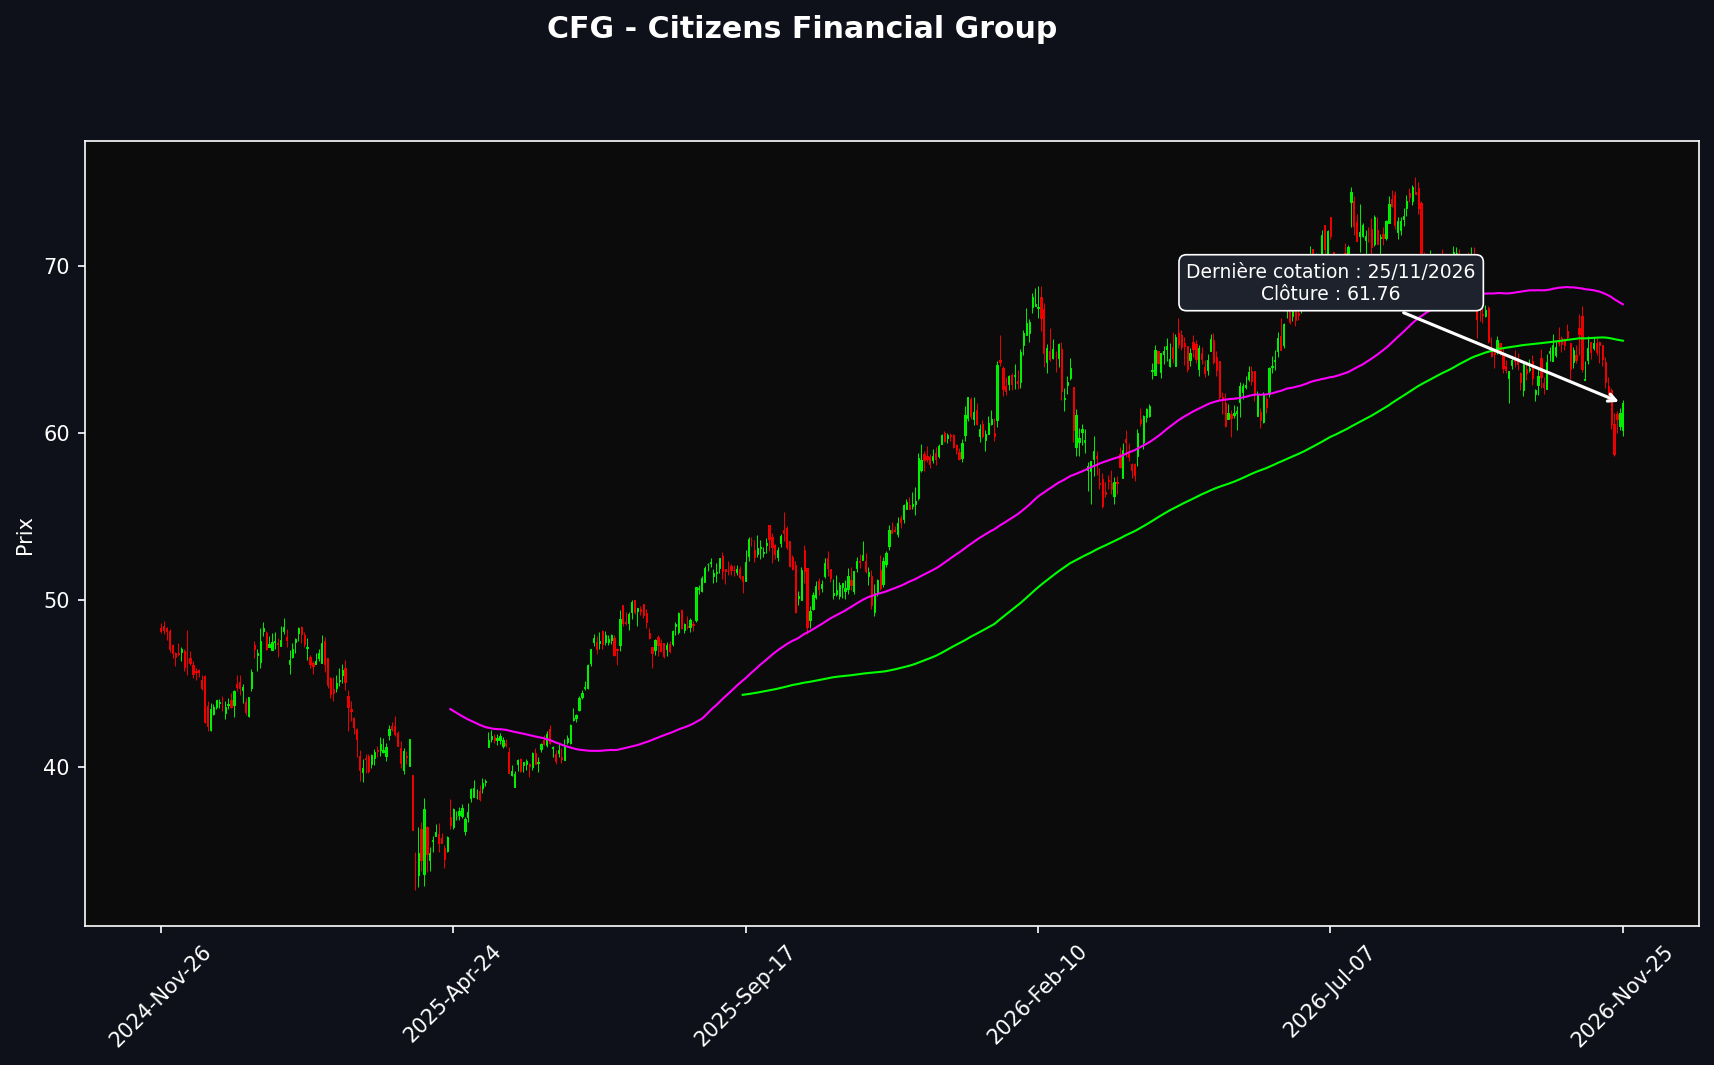 CFG - Citizens Financial Group
Dernière cotation : 25/11/2026
Clôture : 61.76
Prix
70
60
50
40
2024-Nov-26
2025-Apr-24
2025-Sep-17
2026-Feb-10
2026-Jul-07
2026-Nov-25